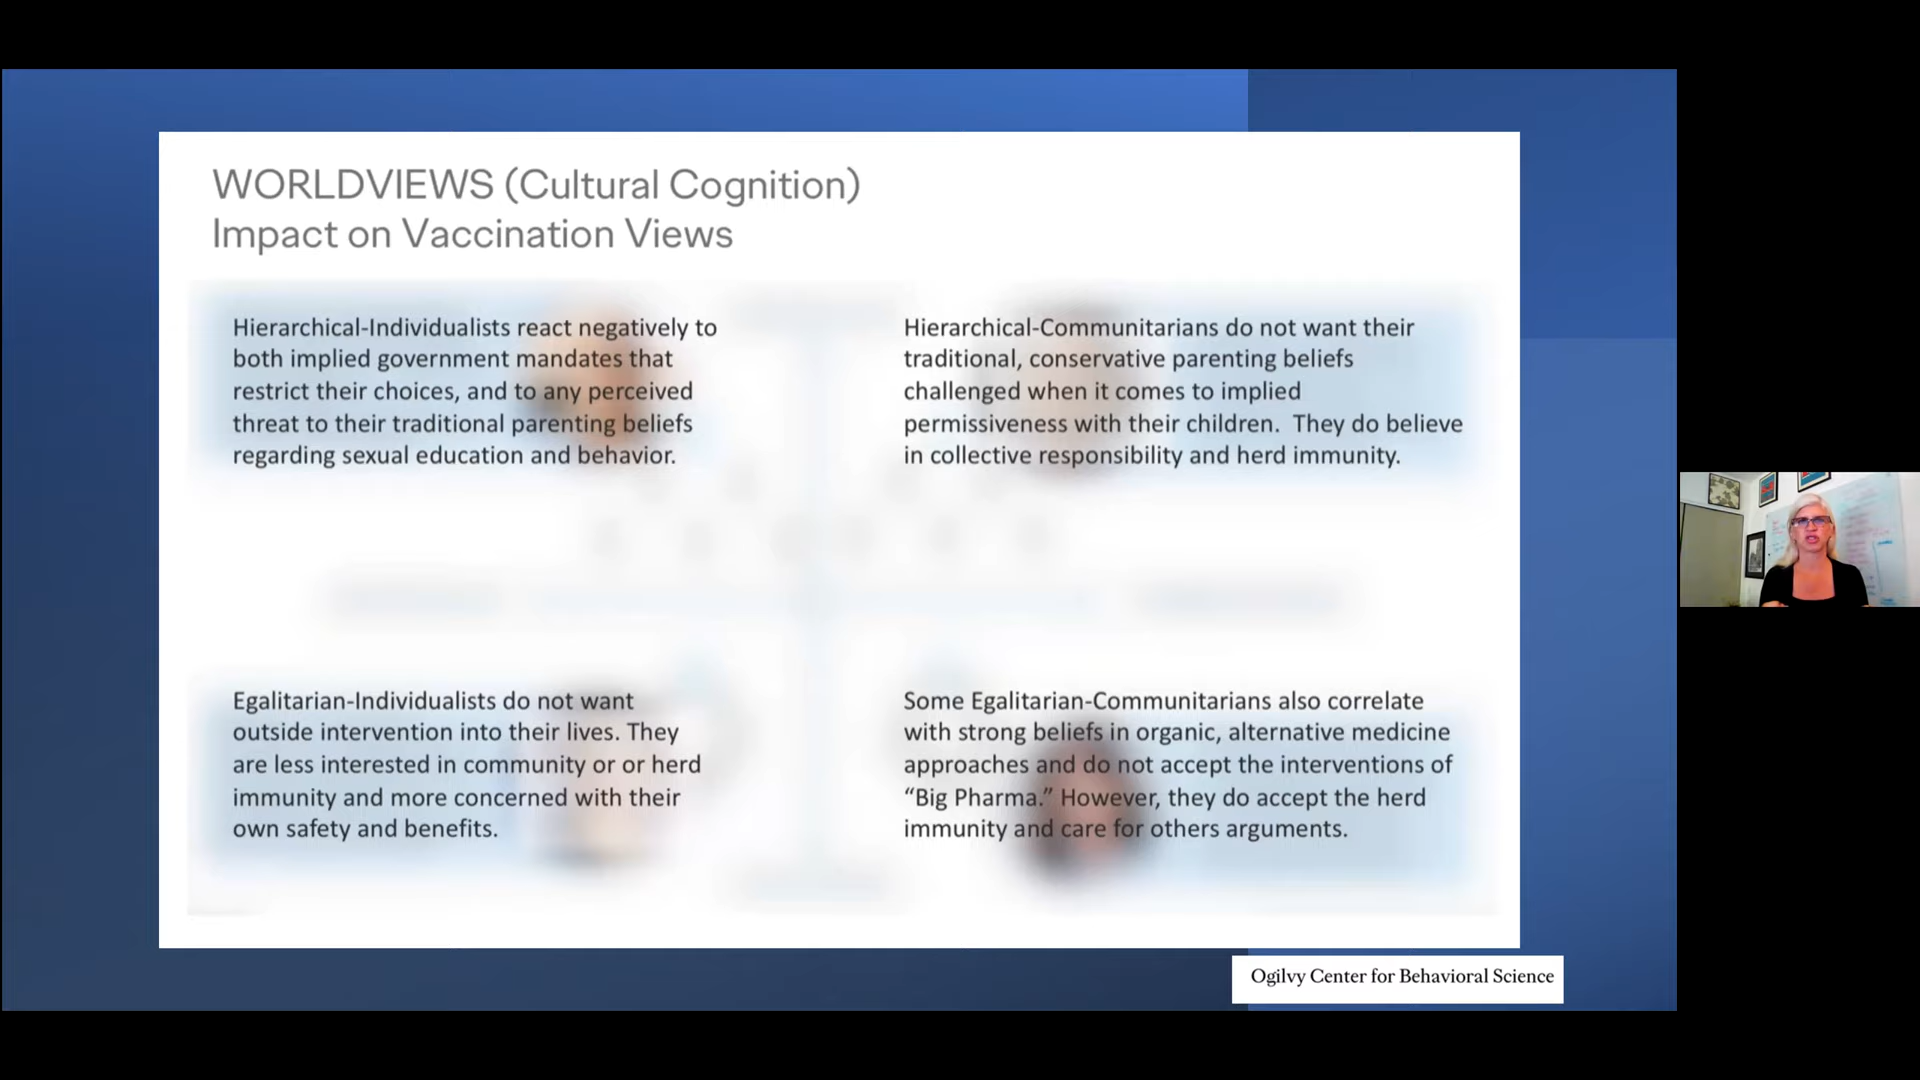 WORLDVIEWS (Cultural Cognition)
Impact on Vaccination Views
Hierarchical-Individualists react negatively to
both implied government mandates that
restrict their choices, and to any perceived
threat to their traditional parenting beliefs
regarding sexual education and behavior.
Hierarchical-Communitarians do not want their
traditional, conservative parenting beliefs
challenged when it comes to implied
permissiveness with their children.  They do believe
in collective responsibility and herd immunity.
Egalitarian-Individualists do not want
outside intervention into their lives. They
are less interested in community or or herd
immunity and more concerned with their
own safety and benefits.
Some Egalitarian-Communitarians also correlate
with strong beliefs in organic, alternative medicine
approaches and do not accept the interventions of
“Big Pharma.” However, they do accept the herd
immunity and care for others arguments.
Ogilvy Center for Behavioral Science